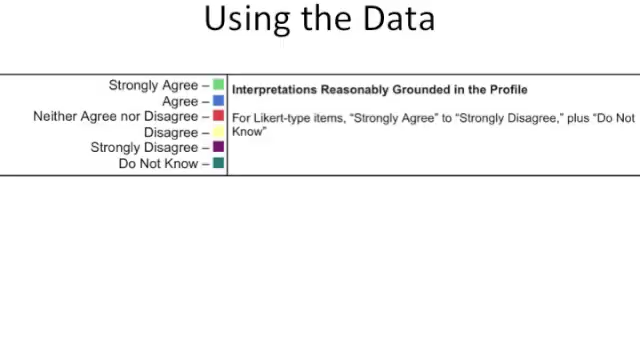 Using the Data
Strongly Agree –
Agree –
Neither Agree nor Disagree –
Disagree –
Strongly Disagree –
Do Not Know –
Interpretations Reasonably Grounded in the Profile
For Likert-type items, “Strongly Agree” to “Strongly Disagree,” plus “Do Not
Know”